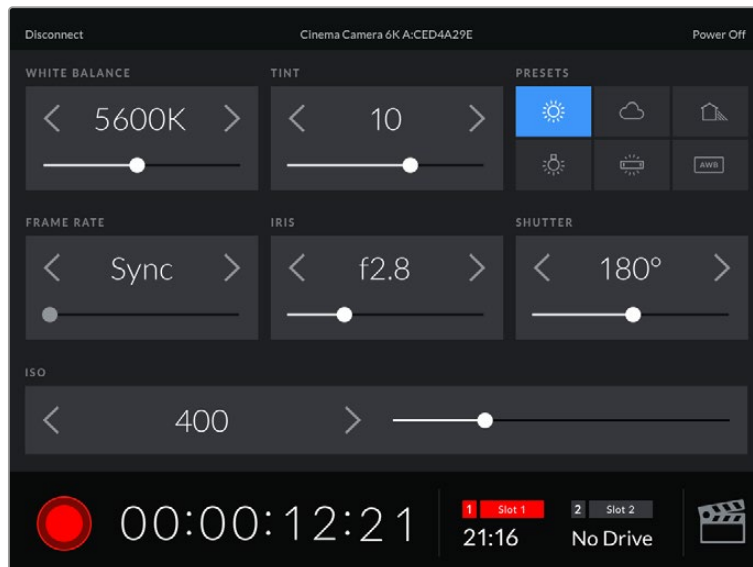 Disconnect
Cinema Camera 6K A:CED4A29E
Power Off
WHITE BALANCE
TINT
PRESETS
5600K
10
AWB
FRAME RATE
IRIS
SHUTTER
Sync
f2.8
180°
ISO
400
00:00:12:21
1 Slot 1
2 Slot 2
21:16
No Drive